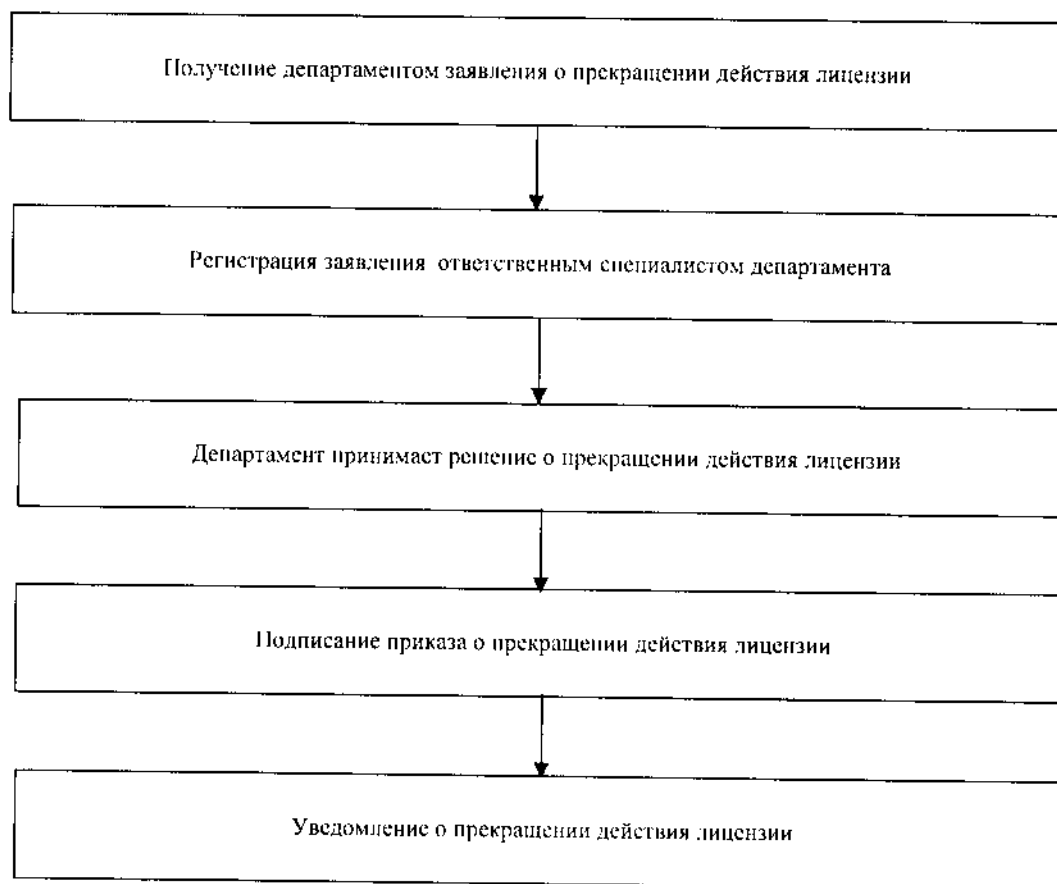 Получение департаментом заявления о прекращении действия лицензии
Регистрация заявления ответственным специалистом департамента
Департамент принимает решение о прекращении действия лицензии
Подписание приказа о прекращении действия лицензии
Уведомление о прекращении действия лицензии